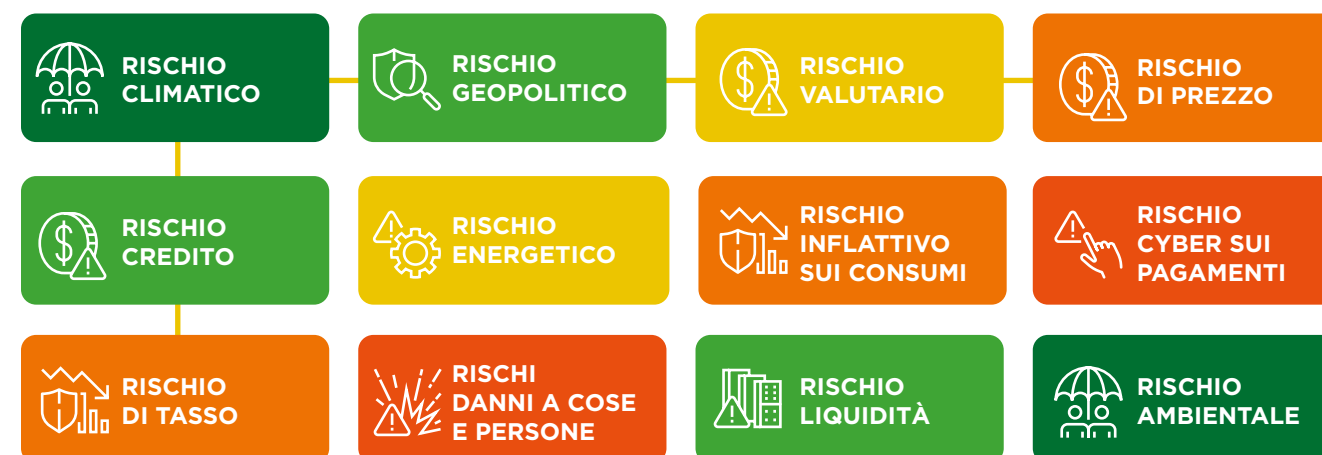 RISCHIO
CLIMATICO
RISCHIO
GEOPOLITICO
RISCHIO
VALUTARIO
RISCHIO
DI PREZZO
RISCHIO
CREDITO
RISCHIO
ENERGETICO
RISCHIO
INFLATTIVO
SUI CONSUMI
RISCHIO
CYBER SUI
PAGAMENTI
RISCHIO
DI TASSO
RISCHI
DANNI A COSE
E PERSONE
RISCHIO
LIQUIDITÀ
RISCHIO
AMBIENTALE